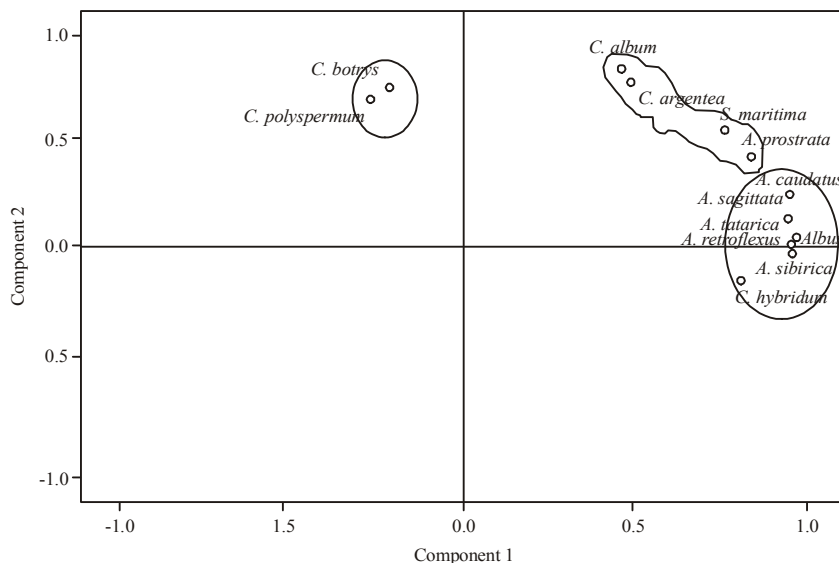 1.0
C. album
C. botrys
C. argentea
C. polyspermum
S. maritima
0.5
A. prostrata
A. caudatus
A. sagittata
A. tatarica
A. retroflexus
Albus
0.0
A. sibirica
C. hybridum
0.5
-1.0
-1.0
1.5
0.0
0.5
1.0
Component 1
Component 2